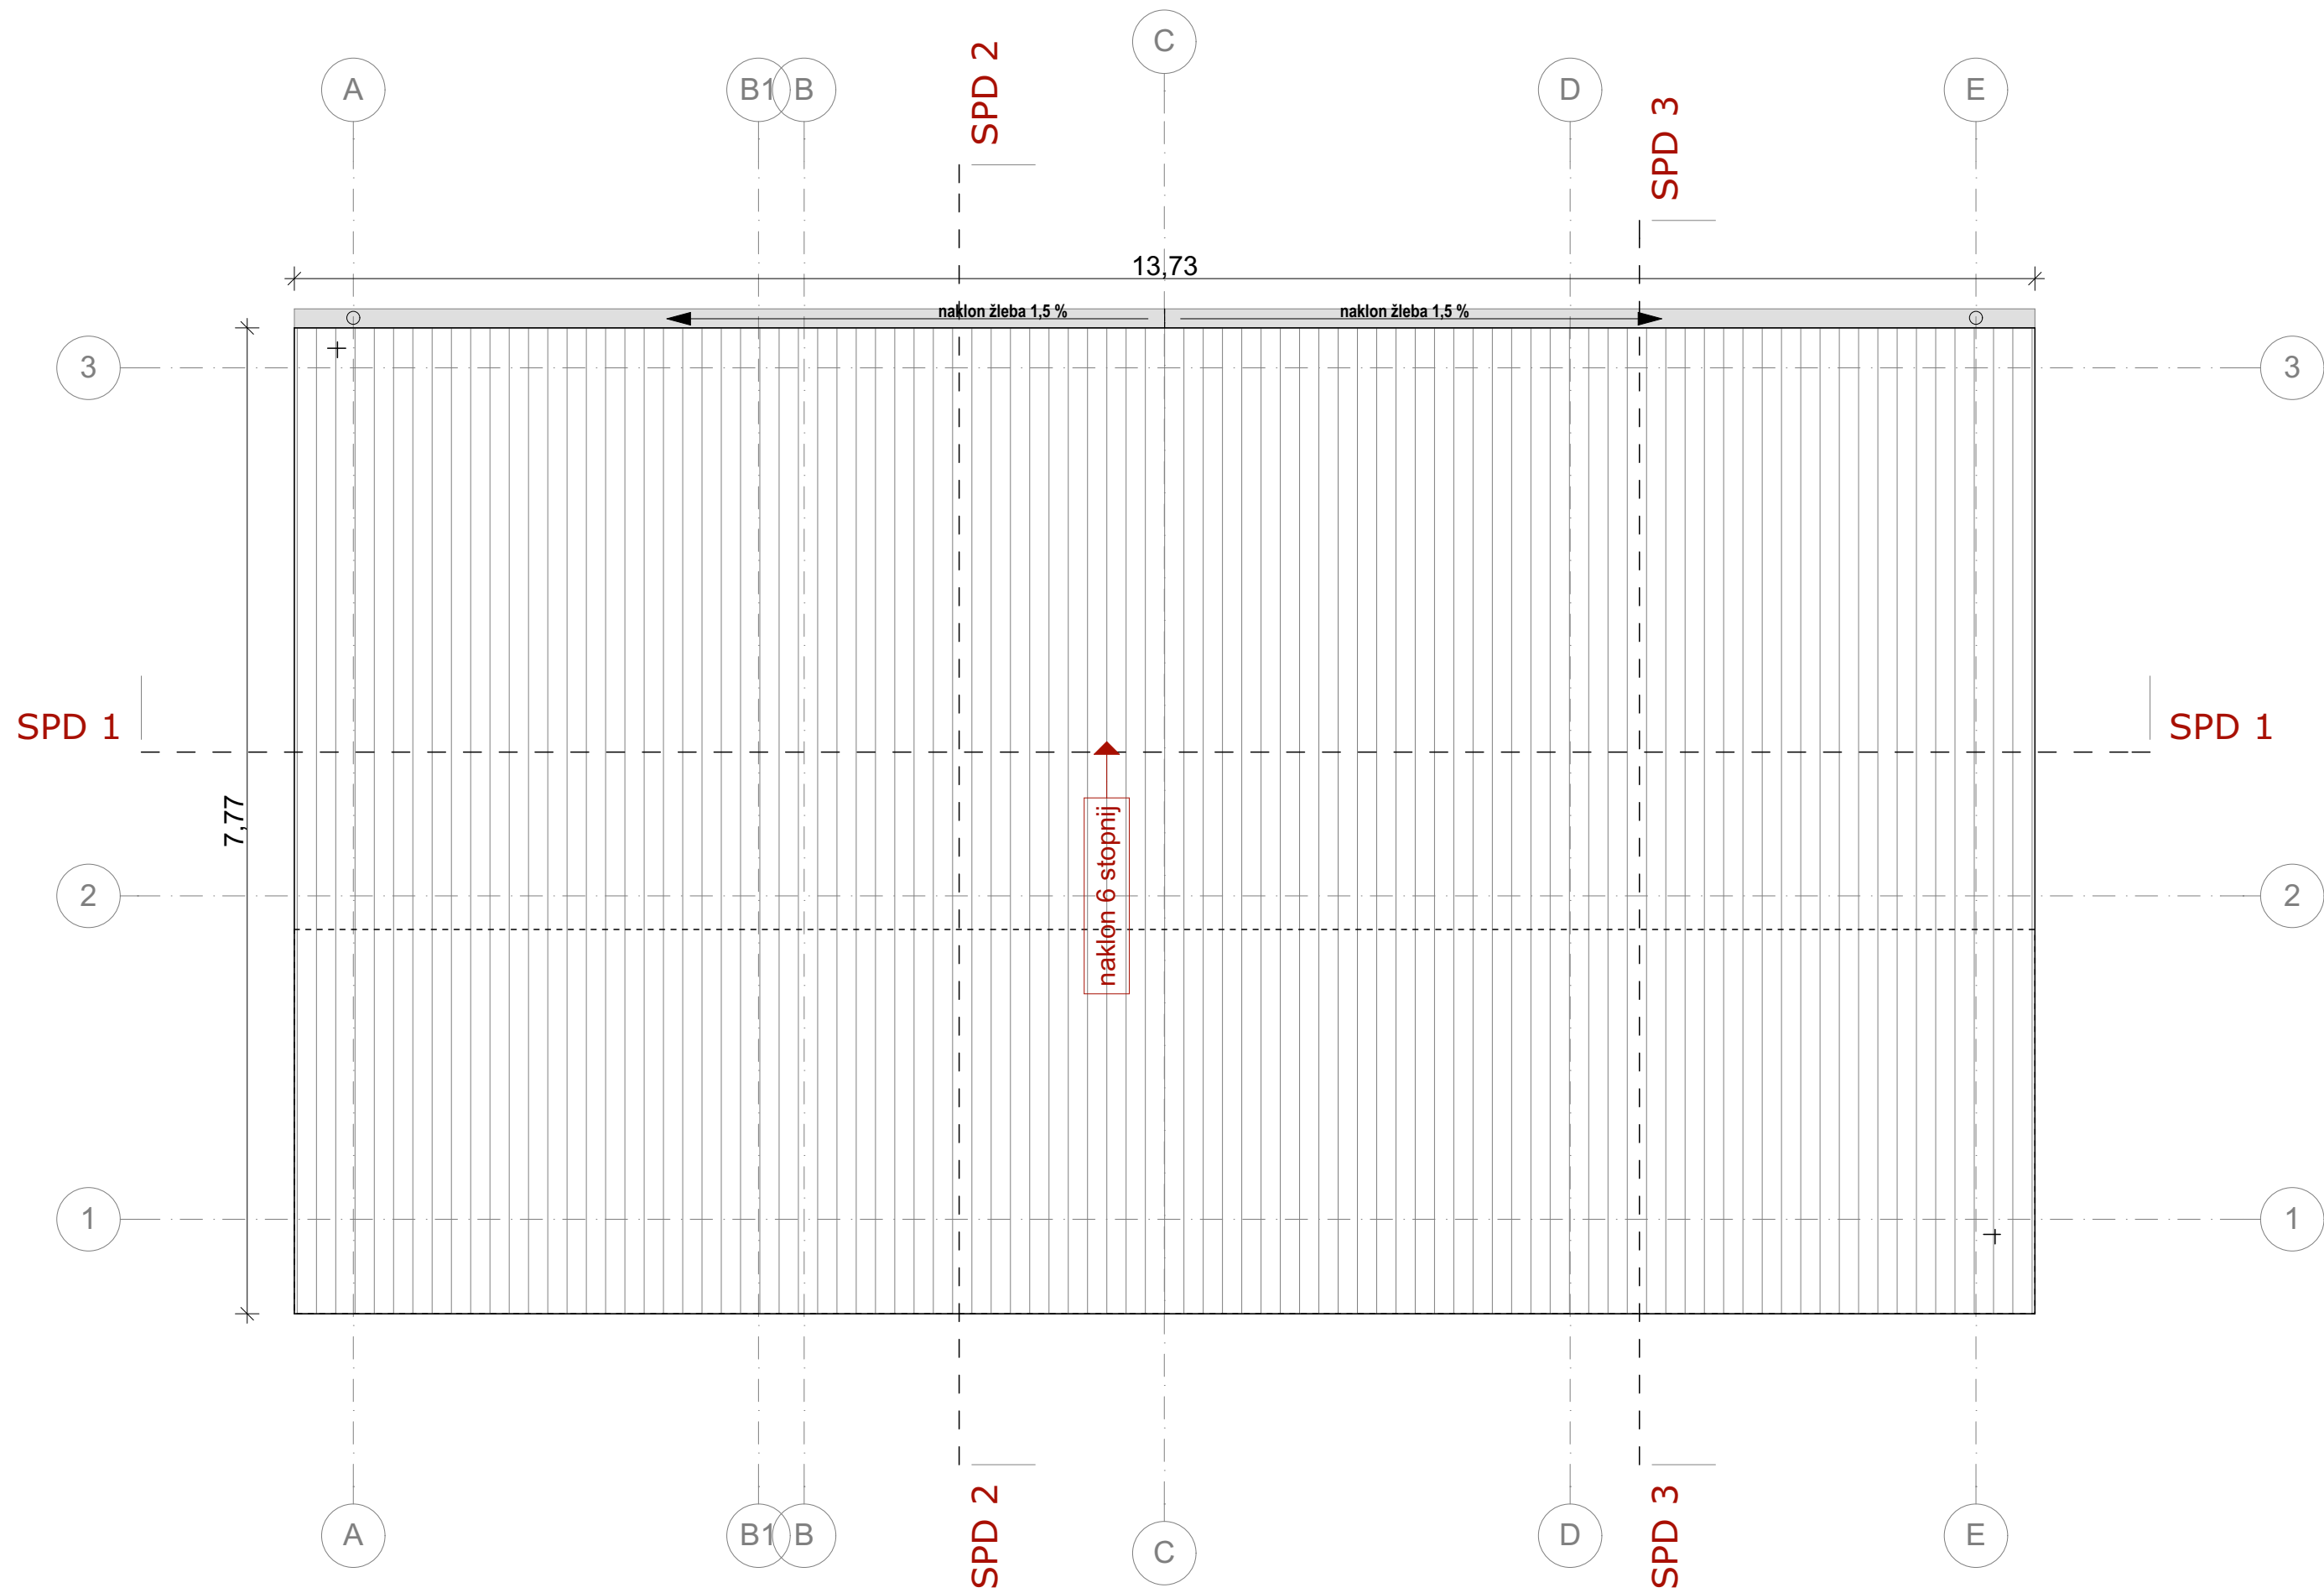 C
A
B1
B
D
E
SPD 2
SPD 3
13,73
naklon žleba 1,5 %
naklon žleba 1,5 %
3
3
SPD 1
SPD 1
7,77
naklon 6 stopnij
2
2
1
1
SPD 2
SPD 3
A
B1
B
C
D
E